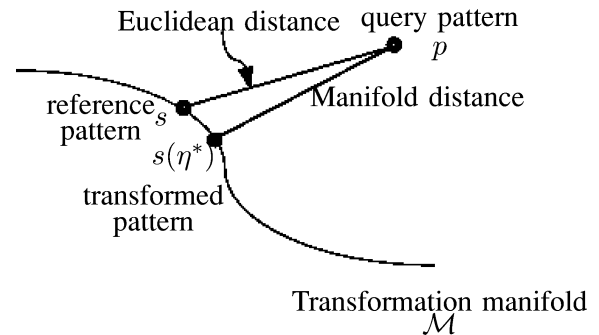 Euclidean distance
query pattern
p
reference
pattern s
Manifold distance
s(η*)
transformed
pattern
Transformation manifold
ℳ